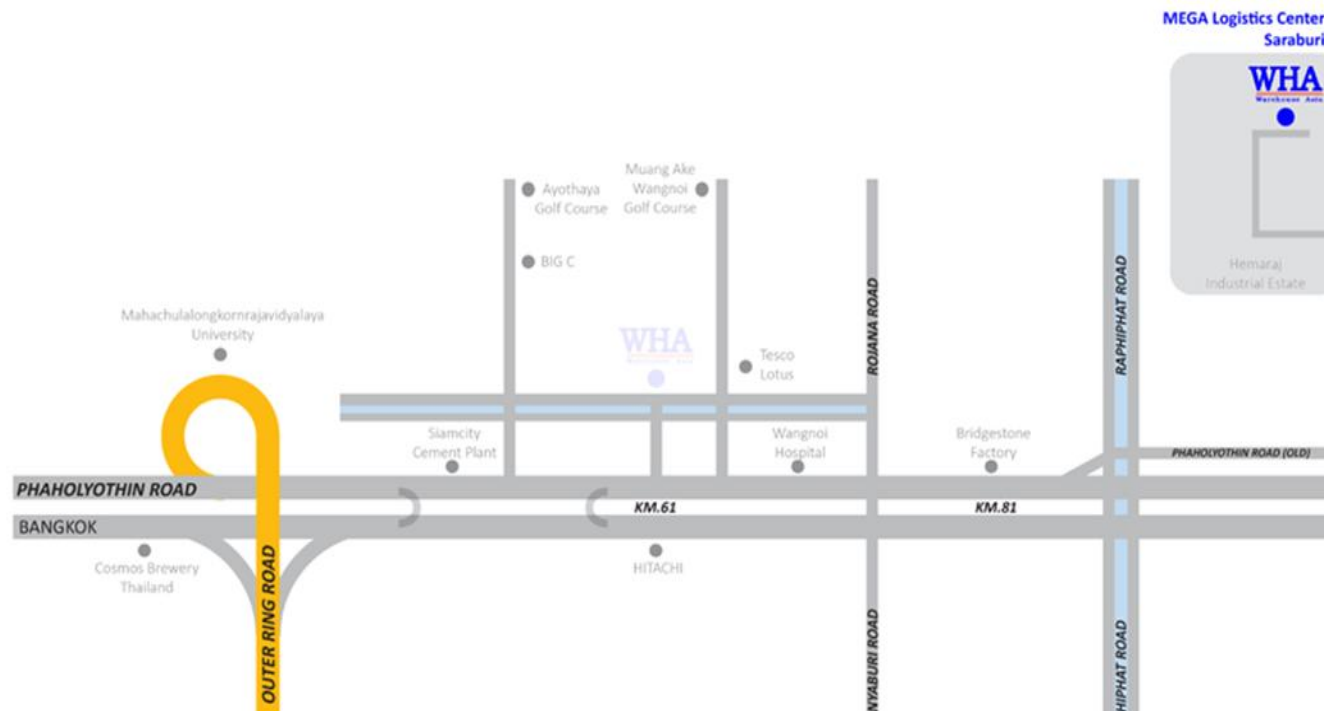 MEGA Logistics Center
Saraburi
WHA
Warehouse Asia
Muang Ake
Wangnoi
Golf Course
Ayothaya
Golf Course
BIG C
Hemaraj
Industrial Estate
Mahachulalongkornrajavidyalaya
University
WHA
Tesco
Lotus
ROJANA ROAD
RAPHIPHAT ROAD
Siamcity
Cement Plant
Wangnoi
Hospital
Bridgestone
Factory
PHAHOLYOTHIN ROAD (OLD)
PHAHOLYOTHIN ROAD
KM.61
KM.81
BANGKOK
Cosmos Brewery
Thailand
HITACHI
OUTER RING ROAD
NYABURI ROAD
HIPHAT ROAD